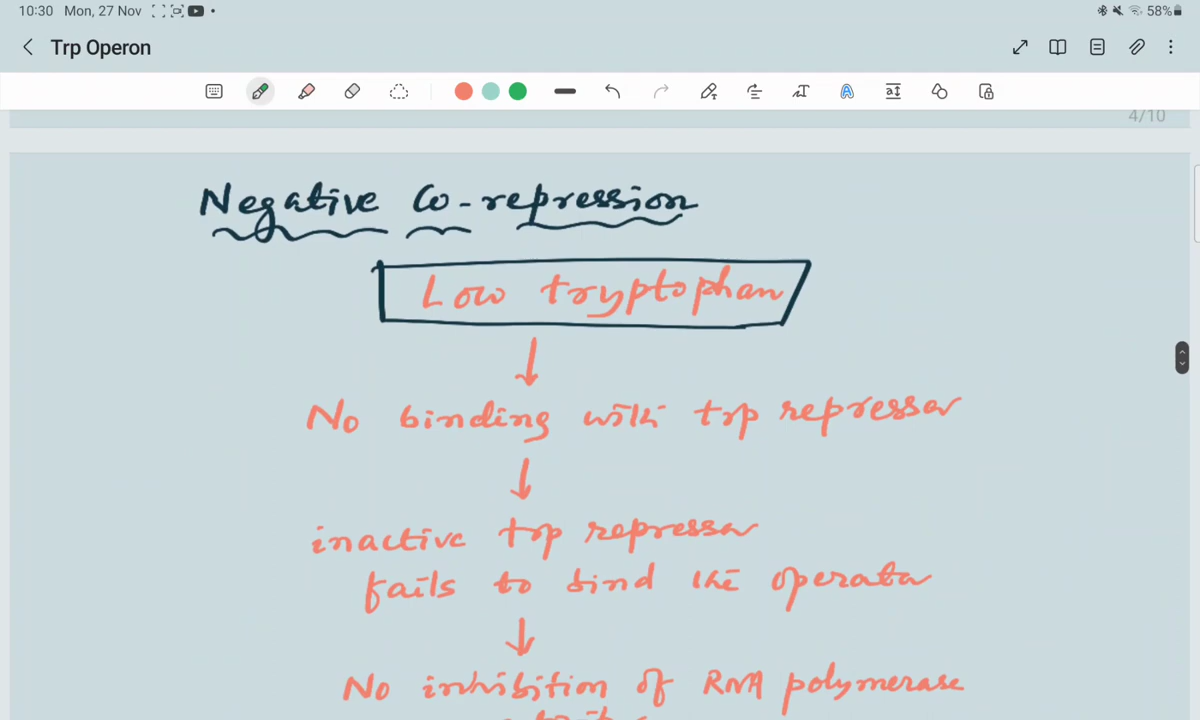 10:30 Mon, 27 Nov
58%
Trp Operon
4/10
Negative Co-repression
Low tryptophan
No binding with trp repressor
inactive trp repressor
fails to bind the operator
No inhibition of RNA polymerase